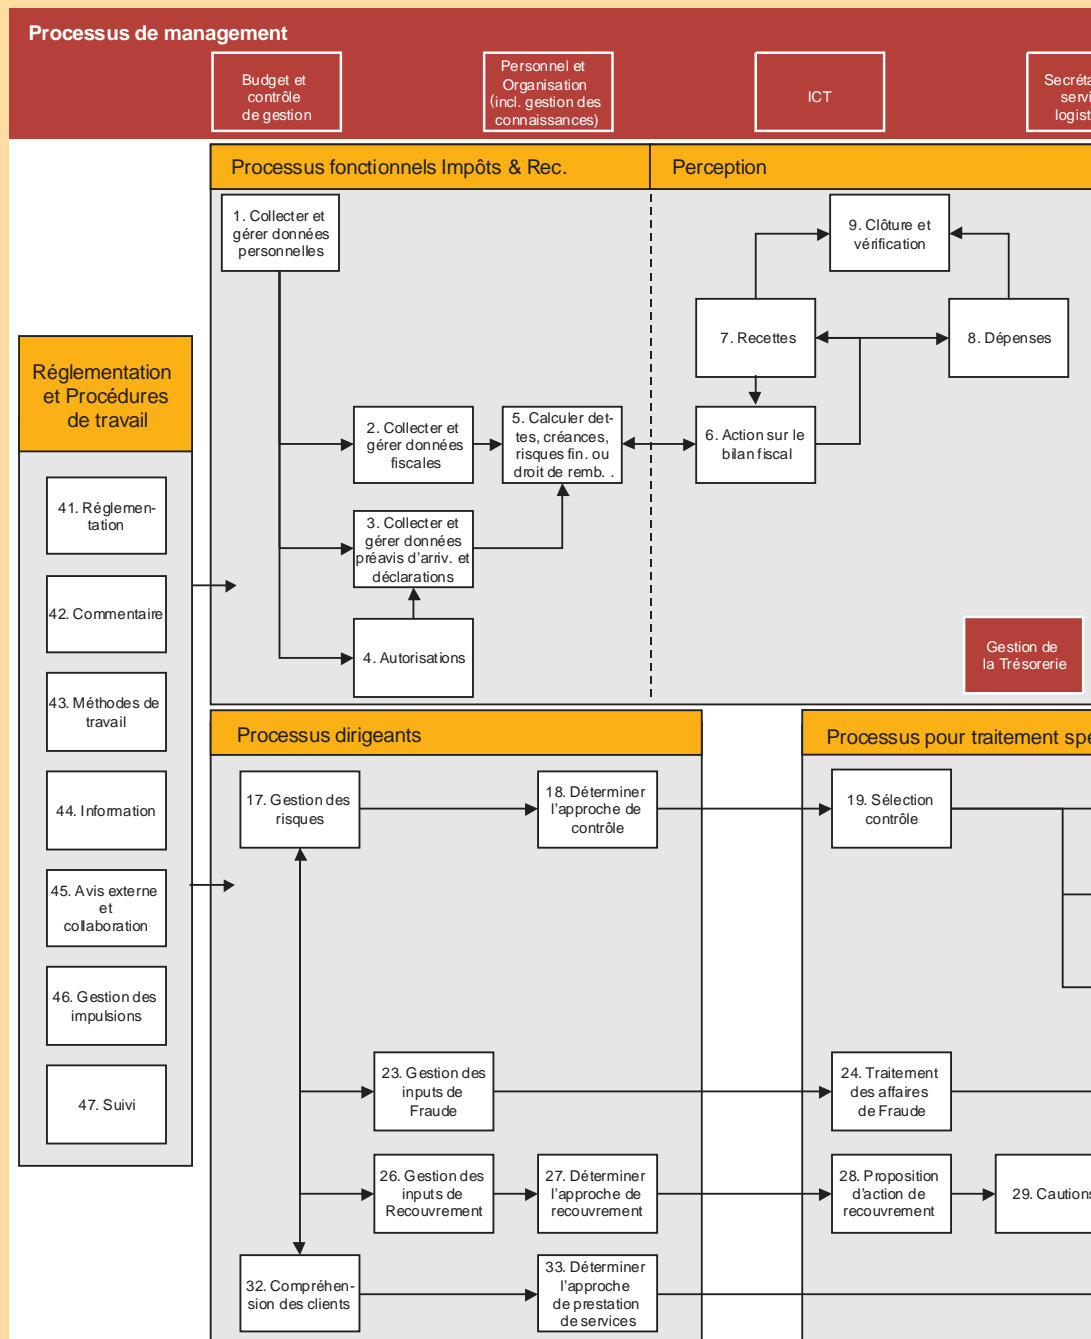 Processus de management
Budget et
contrôle
de gestion
Personnel et
Organisation
(incl. gestion des
connaissances)
ICT
Processus fonctionnels Impôts & Rec.
Perception
1. Collecter et
gérer données
personnelles
9. Clôture et
vérification
7. Recettes
8. Dépenses
Réglementation
et Procédures
de travail
2. Collecter et
gérer données
fiscales
5. Calculer det-
tes, créances,
risques fin. ou
droit de remb. .
6. Action sur le
bilan fiscal
41. Réglemen-
tation
3. Collecter et
gérer données
préavis d'arriv. et
déclarations
42. Commentaire
4. Autorisations
Gestion de
la Trésorerie
43. Méthodes de
travail
44. Information
45. Avis externe
et
collaboration
46. Gestion des
impulsions
47. Suivi
Processus dirigeants
Processus pour traitement
17. Gestion des
risques
18. Déterminer
l'approche de
contrôle
19. Sélection
contrôle
23. Gestion des
inputs de
Fraude
24. Traitement
des affaires
de Fraude
26. Gestion des
inputs de
Recouvrement
27. Déterminer
l'approche de
recouvrement
28. Proposition
d'action de
recouvrement
29. Cautions
32. Compréhen-
sion des clients
33. Déterminer
l'approche
de prestation
de services